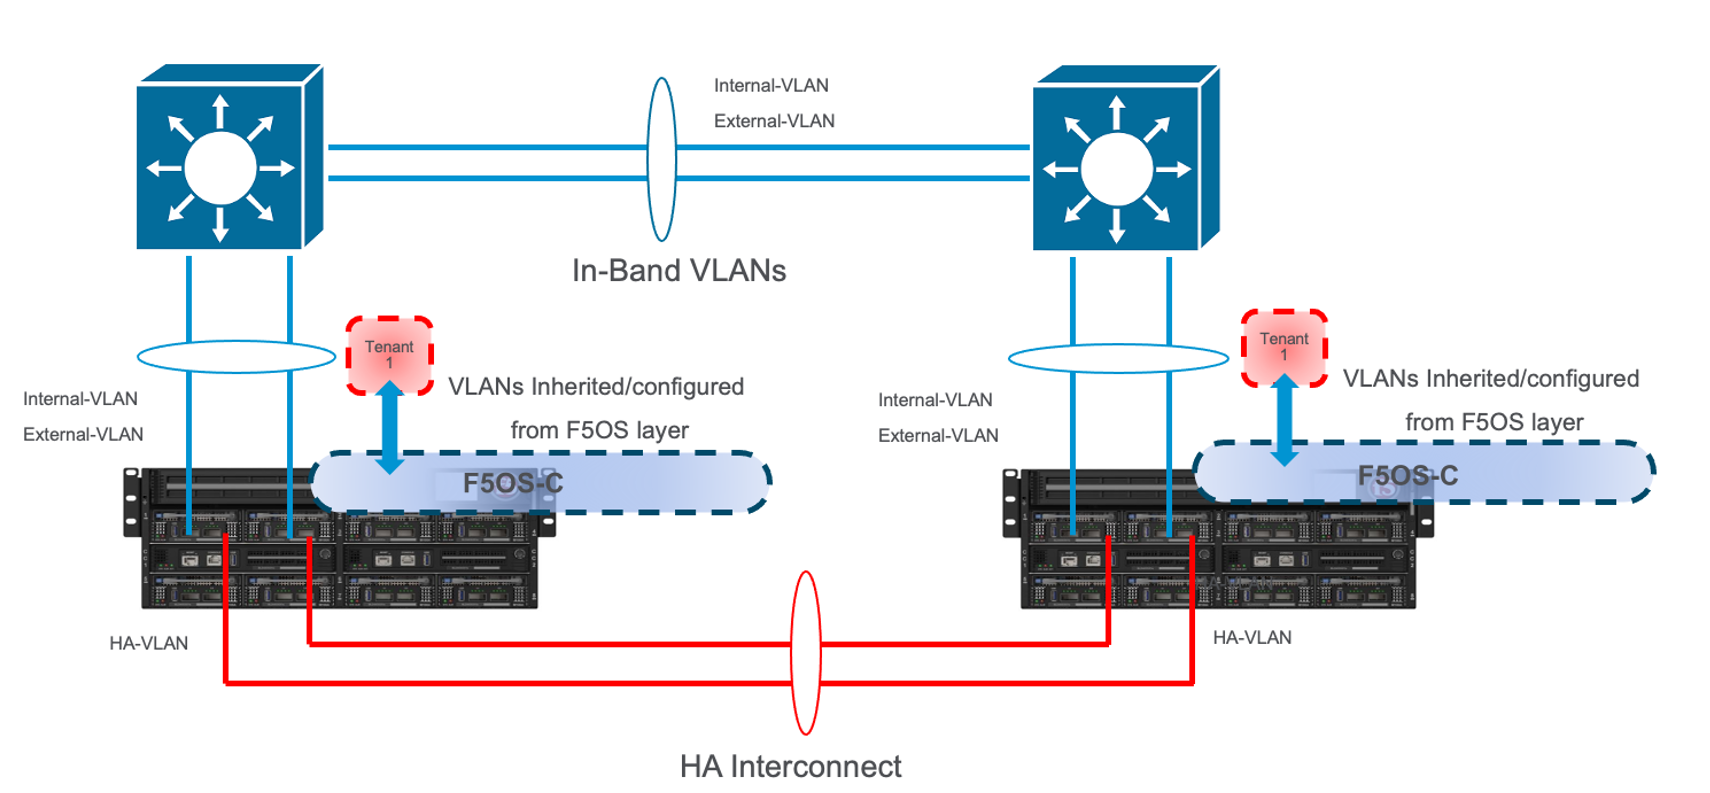 Internal-VLAN
External-VLAN
In-Band VLANs
Tenant
1
VLANs Inherited/configured
from F5OS layer
Internal-VLAN
External-VLAN
F5OS-C
HA-VLAN
Tenant
1
VLANs Inherited/configured
from F5OS layer
Internal-VLAN
External-VLAN
F5OS-C
HA-VLAN
HA-VLAN
HA Interconnect